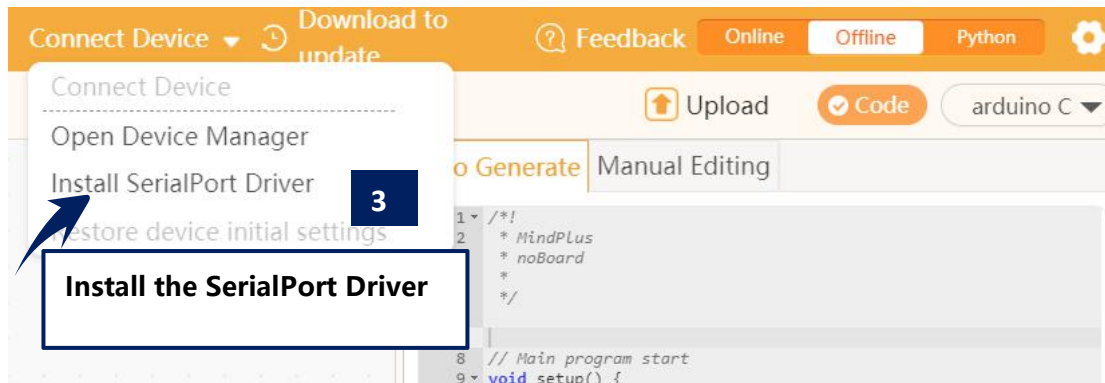 Connect Device
Download to
update
Feedback
Online
Offline
Python
Connect Device
Upload
Code
arduino C
Open Device Manager
Install SerialPort Driver
3
Restore device initial settings
Install the SerialPort Driver
Generate
Manual Editing
1 /*!
2 * MindPlus
* noBoard
*
*/
8 // Main program start
9 void setup() {